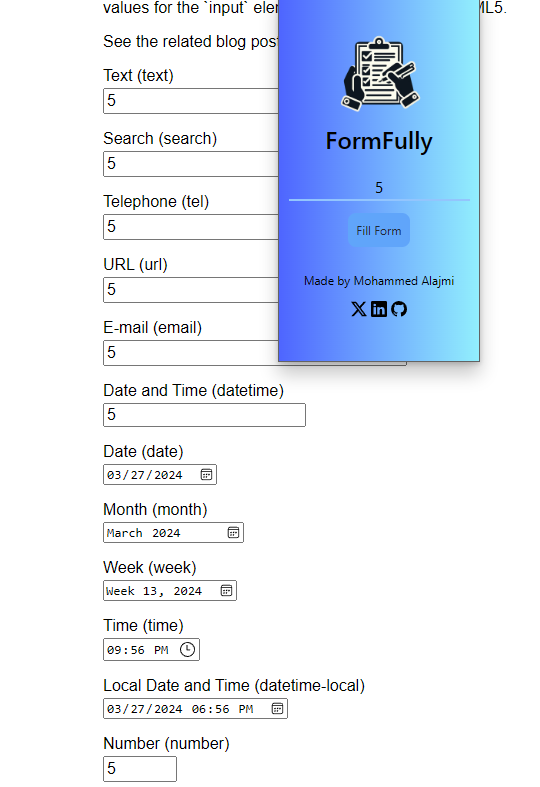 values for the `input` ele
ML5.
See the related blog pos
Text (text)
5
Search (search)
5
Telephone (tel)
5
URL (url)
5
E-mail (email)
5
Date and Time (datetime)
5
Date (date)
03/27/2024
Month (month)
March 2024
Week (week)
Week 13, 2024
Time (time)
09:56 PM
Local Date and Time (datetime-local)
03/27/2024 06:56 PM
Number (number)
5
FormFully
5
Fill Form
Made by Mohammed Alajmi
X
in